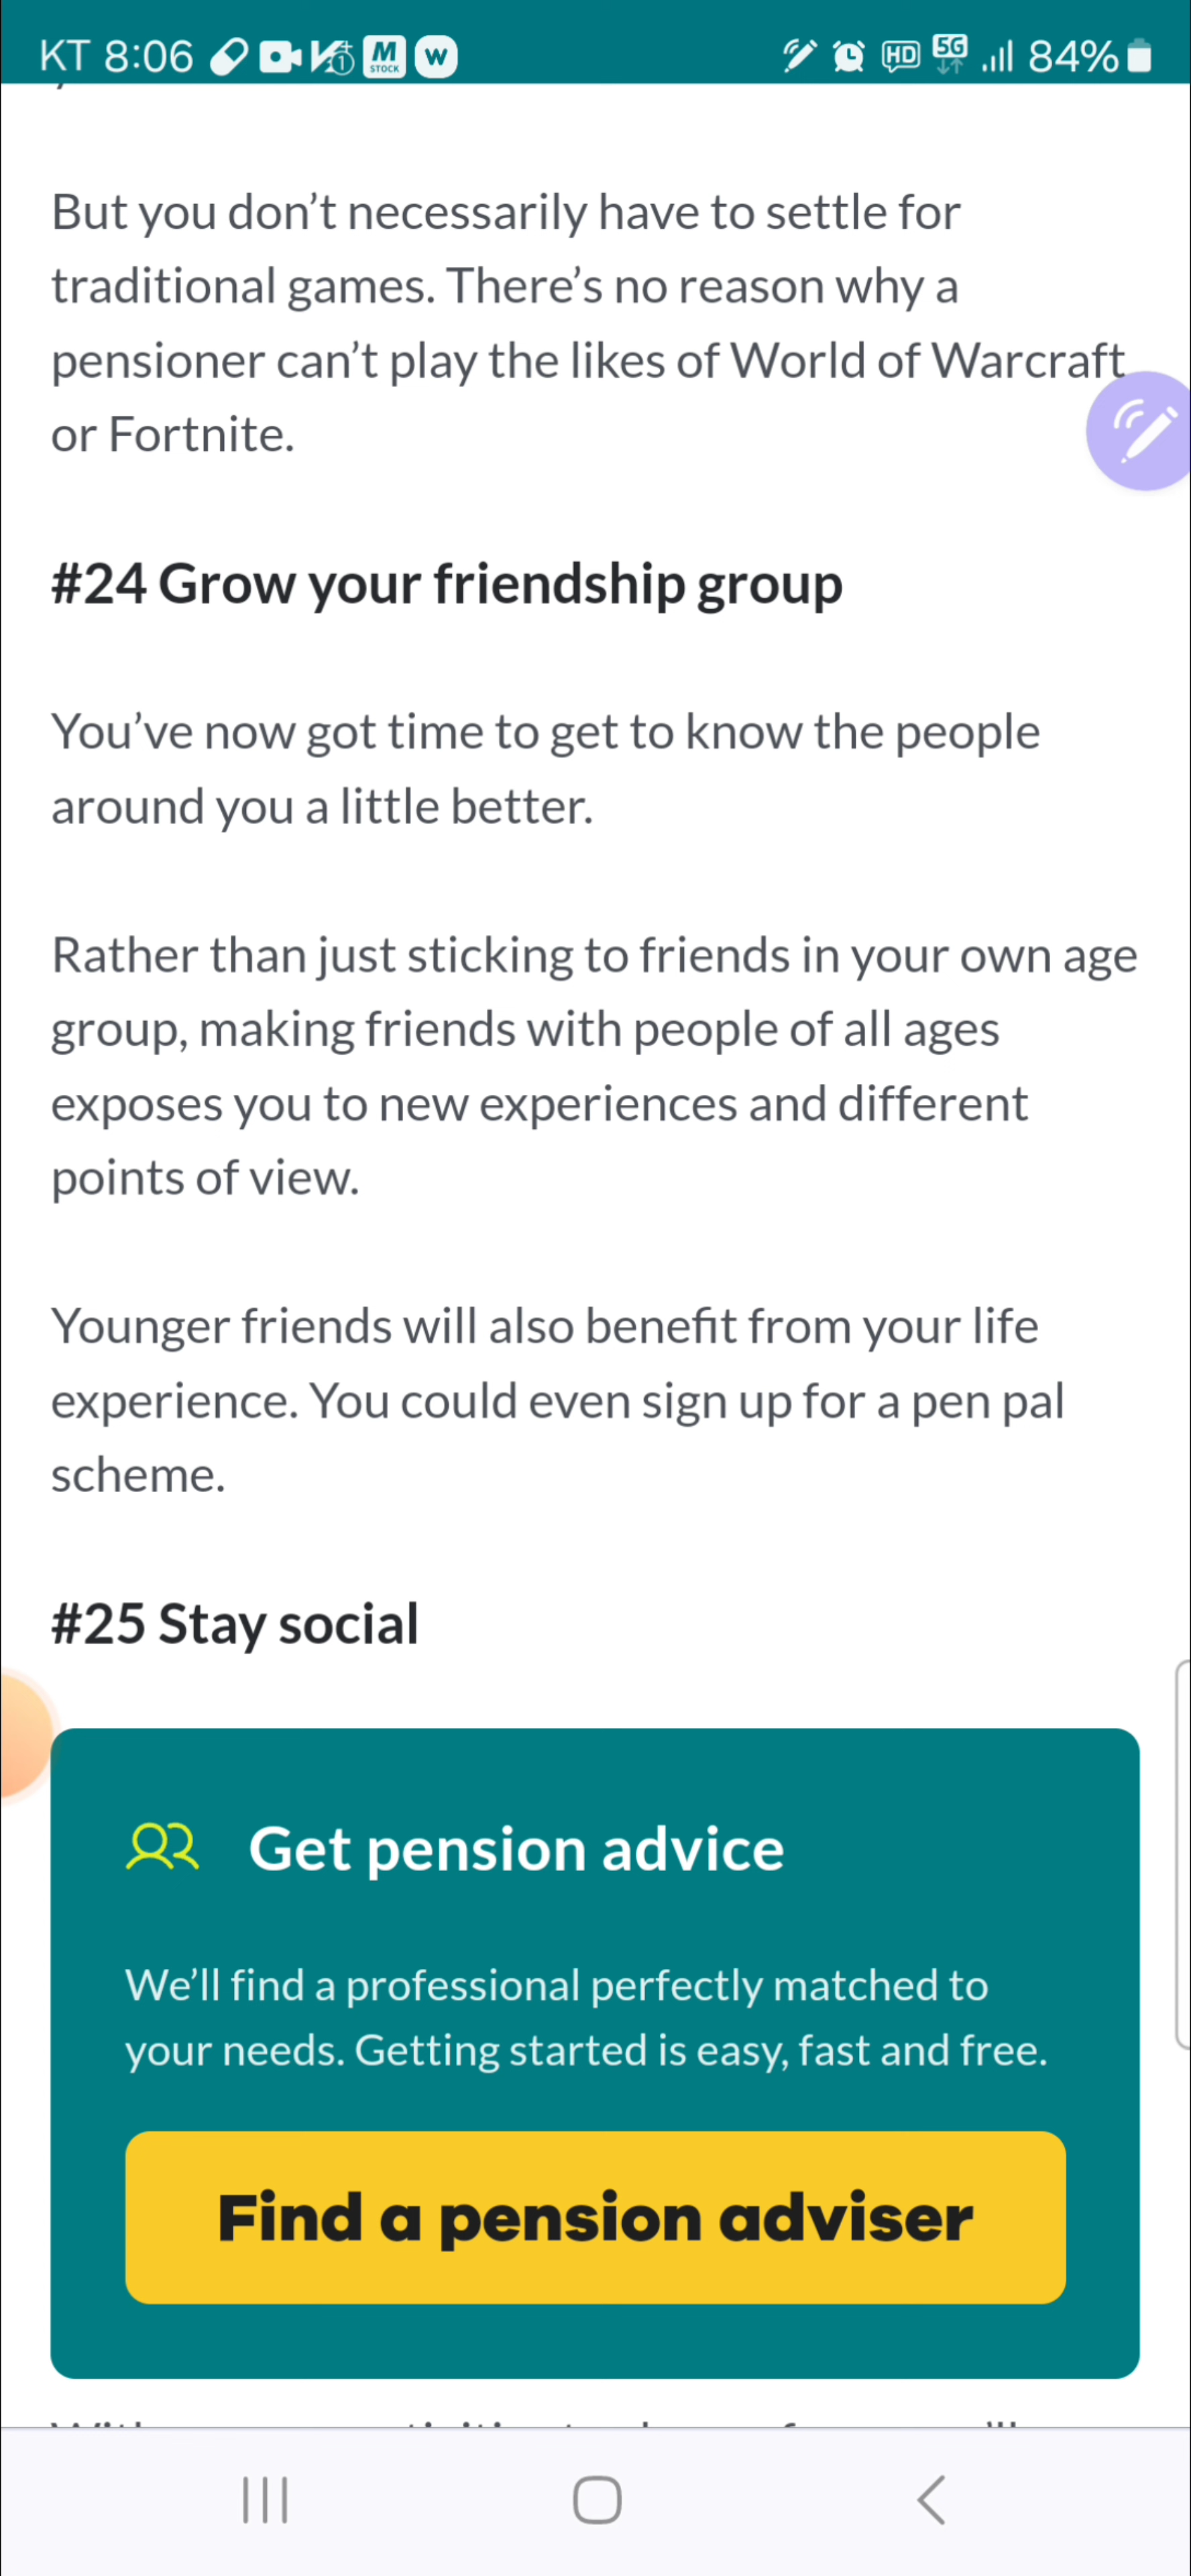 KT 8:06 M STOCK W HD 5G 84%
But you don’t necessarily have to settle for
traditional games. There’s no reason why a
pensioner can’t play the likes of World of Warcraft
or Fortnite.
#24 Grow your friendship group
You’ve now got time to get to know the people
around you a little better.
Rather than just sticking to friends in your own age
group, making friends with people of all ages
exposes you to new experiences and different
points of view.
Younger friends will also benefit from your life
experience. You could even sign up for a pen pal
scheme.
#25 Stay social
Get pension advice
We’ll find a professional perfectly matched to
your needs. Getting started is easy, fast and free.
Find a pension adviser